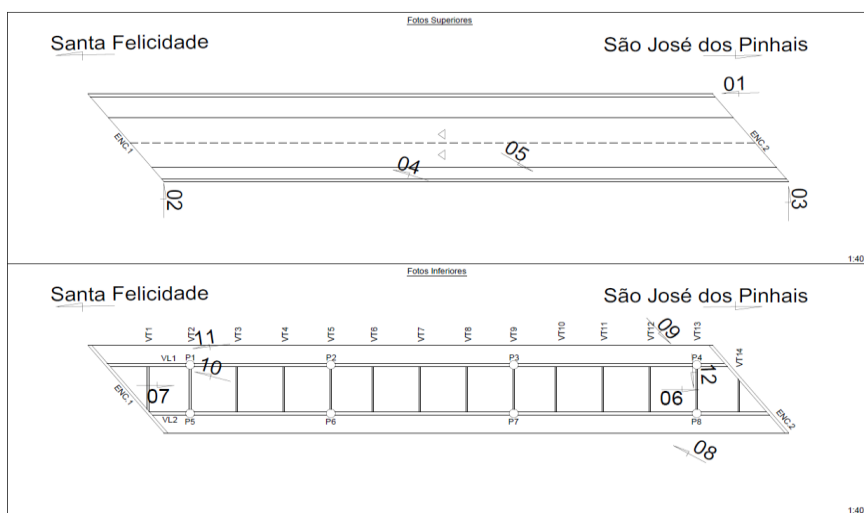 Fotos Superiores
Santa Felicidade
São José dos Pinhais
01
ENC.1
ENC.2
05
04
02
03
1:40
Fotos Inferiores
Santa Felicidade
São José dos Pinhais
VT1 VT2 VT3 VT4 VT5 VT6 VT7 VT8 VT9 VT10 VT11 VT12 VT13
11
09
VT14
VL1 P1 P2 P3 P4
10
12
ENC.1
07
06
VL2 P5 P6 P7 P8
ENC.2
08
1:40